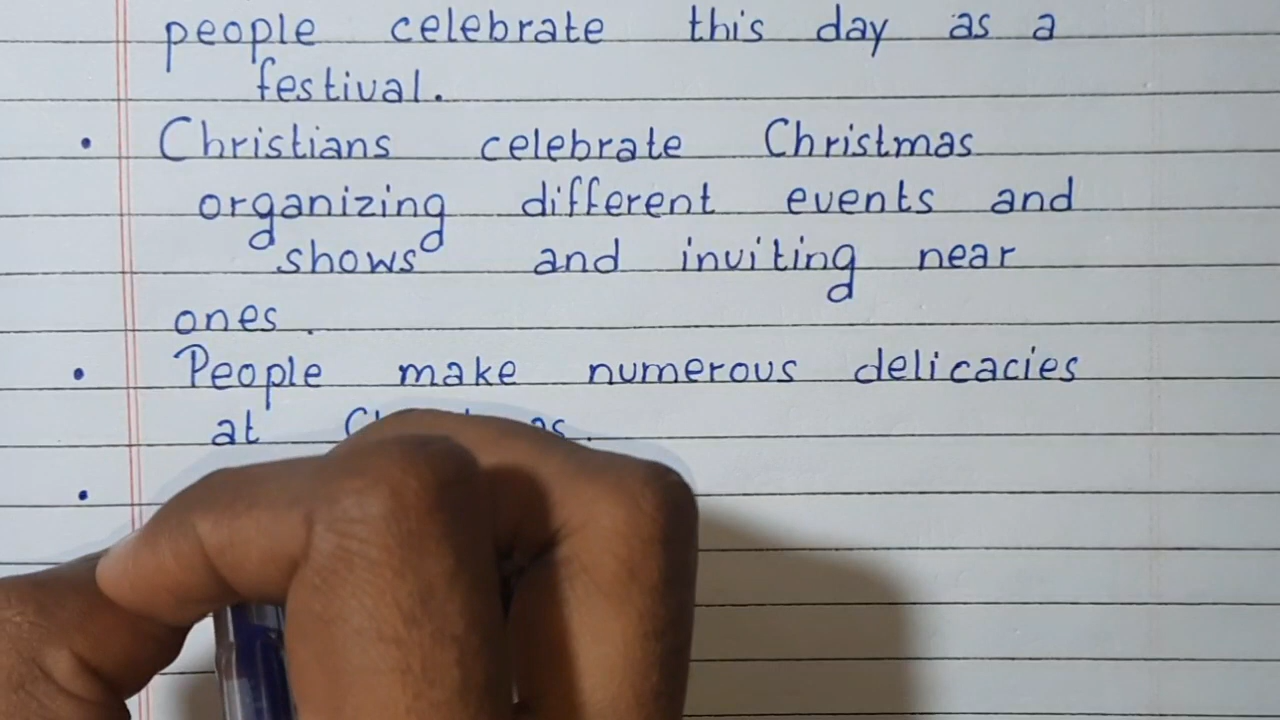 people celebrate this day as a
festival.
• Christians celebrate Christmas
organizing different events and
shows and inviting near
ones.
• People make numerous delicacies
at
•